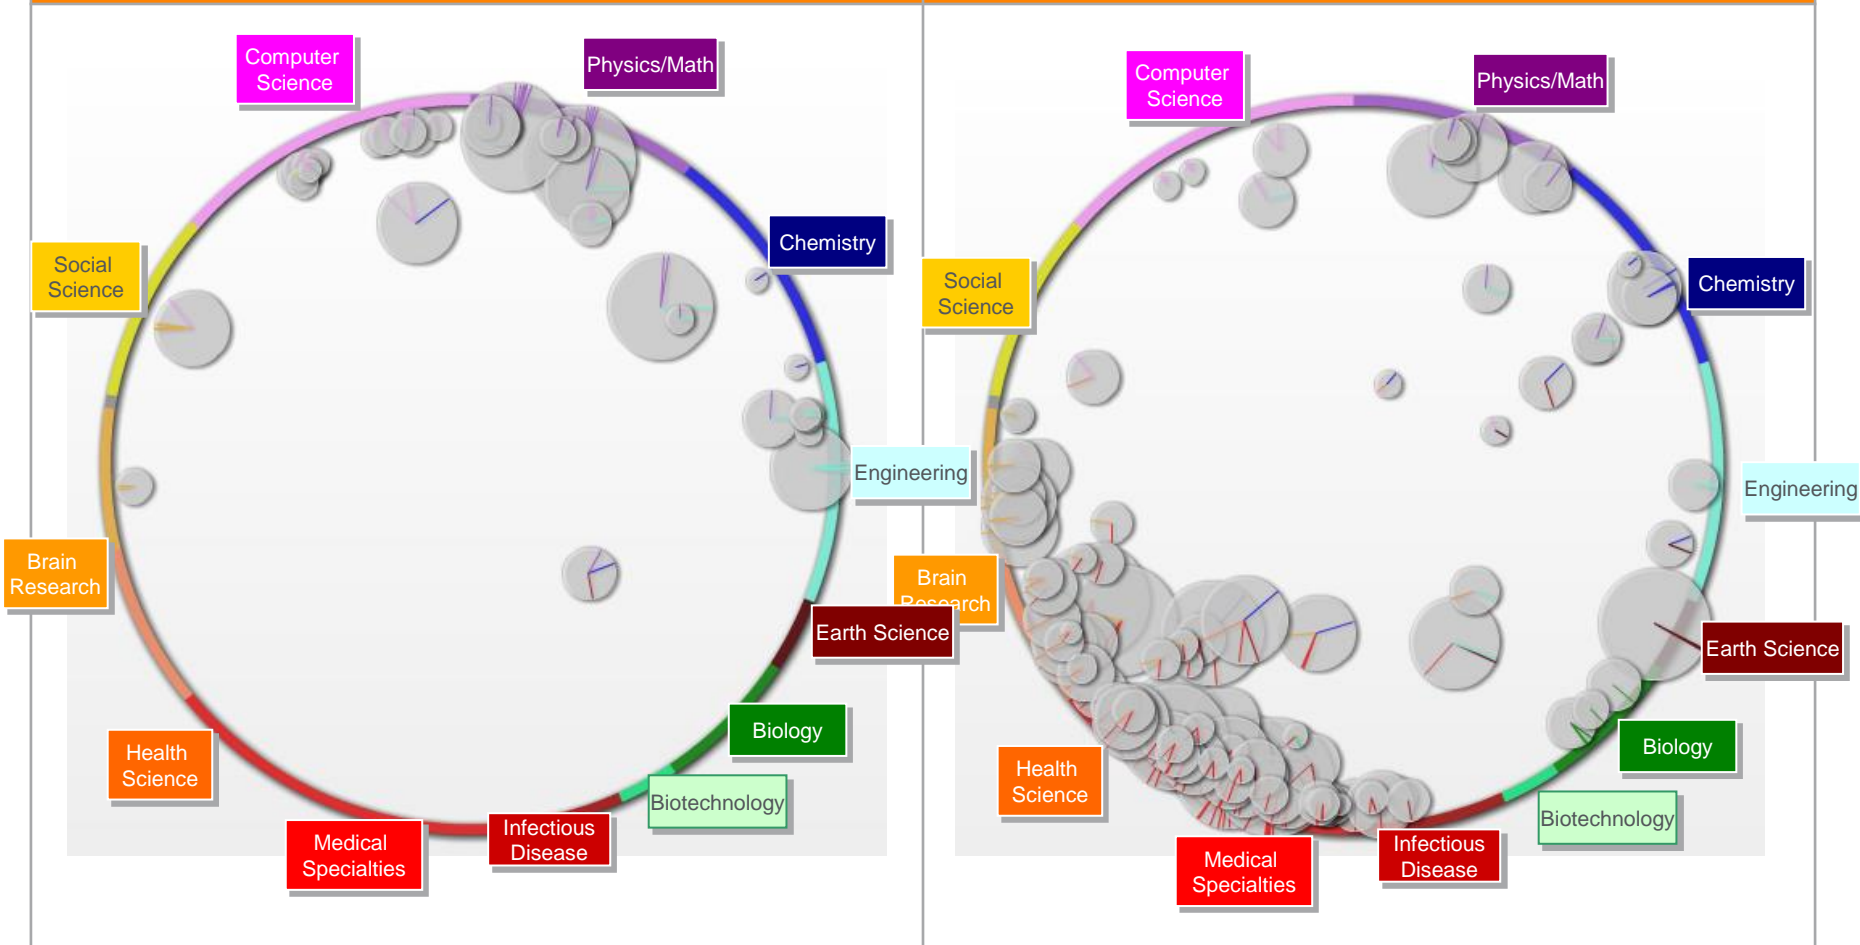 Computer
Science
Physics/Math
Chemistry
Social
Science
Engineering
Brain
Research
Earth Science
Biology
Health
Science
Biotechnology
Medical
Specialties
Infectious
Disease
Computer
Science
Physics/Math
Chemistry
Social
Science
Engineering
Brain
Research
Earth Science
Biology
Health
Science
Biotechnology
Medical
Specialties
Infectious
Disease